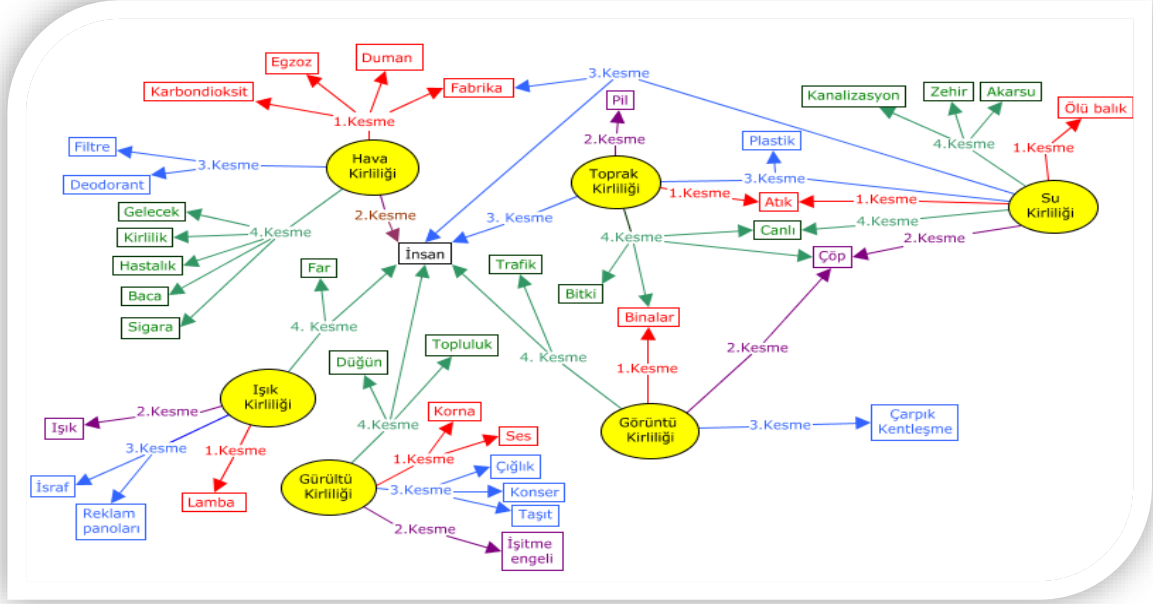 Duman
Egzoz
Karbondioksit
Fabrika
3.Kesme
Kanalizasyon
Zehir
Akarsu
Ölü balık
Pil
1.Kesme
2.Kesme
Plastik
4.Kesme
1.Kesme
Filtre
3.Kesme
Deodorant
Hava
Kirliliği
Toprak
Kirliliği
3.Kesme
1.Kesme
Atık
1.Kesme
Su
Kirliliği
Gelecek
Kirlilik
4.Kesme
Hastalık
Baca
Sigara
2.Kesme
3. Kesme
İnsan
Far
Trafik
4.Kesme
Canlı
4.Kesme
2.Kesme
Çöp
Bitki
Binalar
4. Kesme
Düğün
Topluluk
4. Kesme
1.Kesme
2.Kesme
Işık
Kirliliği
Işık
2.Kesme
3.Kesme
1.Kesme
İsraf
Reklam
panoları
Lamba
4.Kesme
Korna
Ses
1.Kesme
Gürültü
Kirliliği
3.Kesme
Çığlık
Konser
Taşıt
2.Kesme
İşitme
engeli
Görüntü
Kirliliği
3.Kesme
Çarpık
Kentleşme